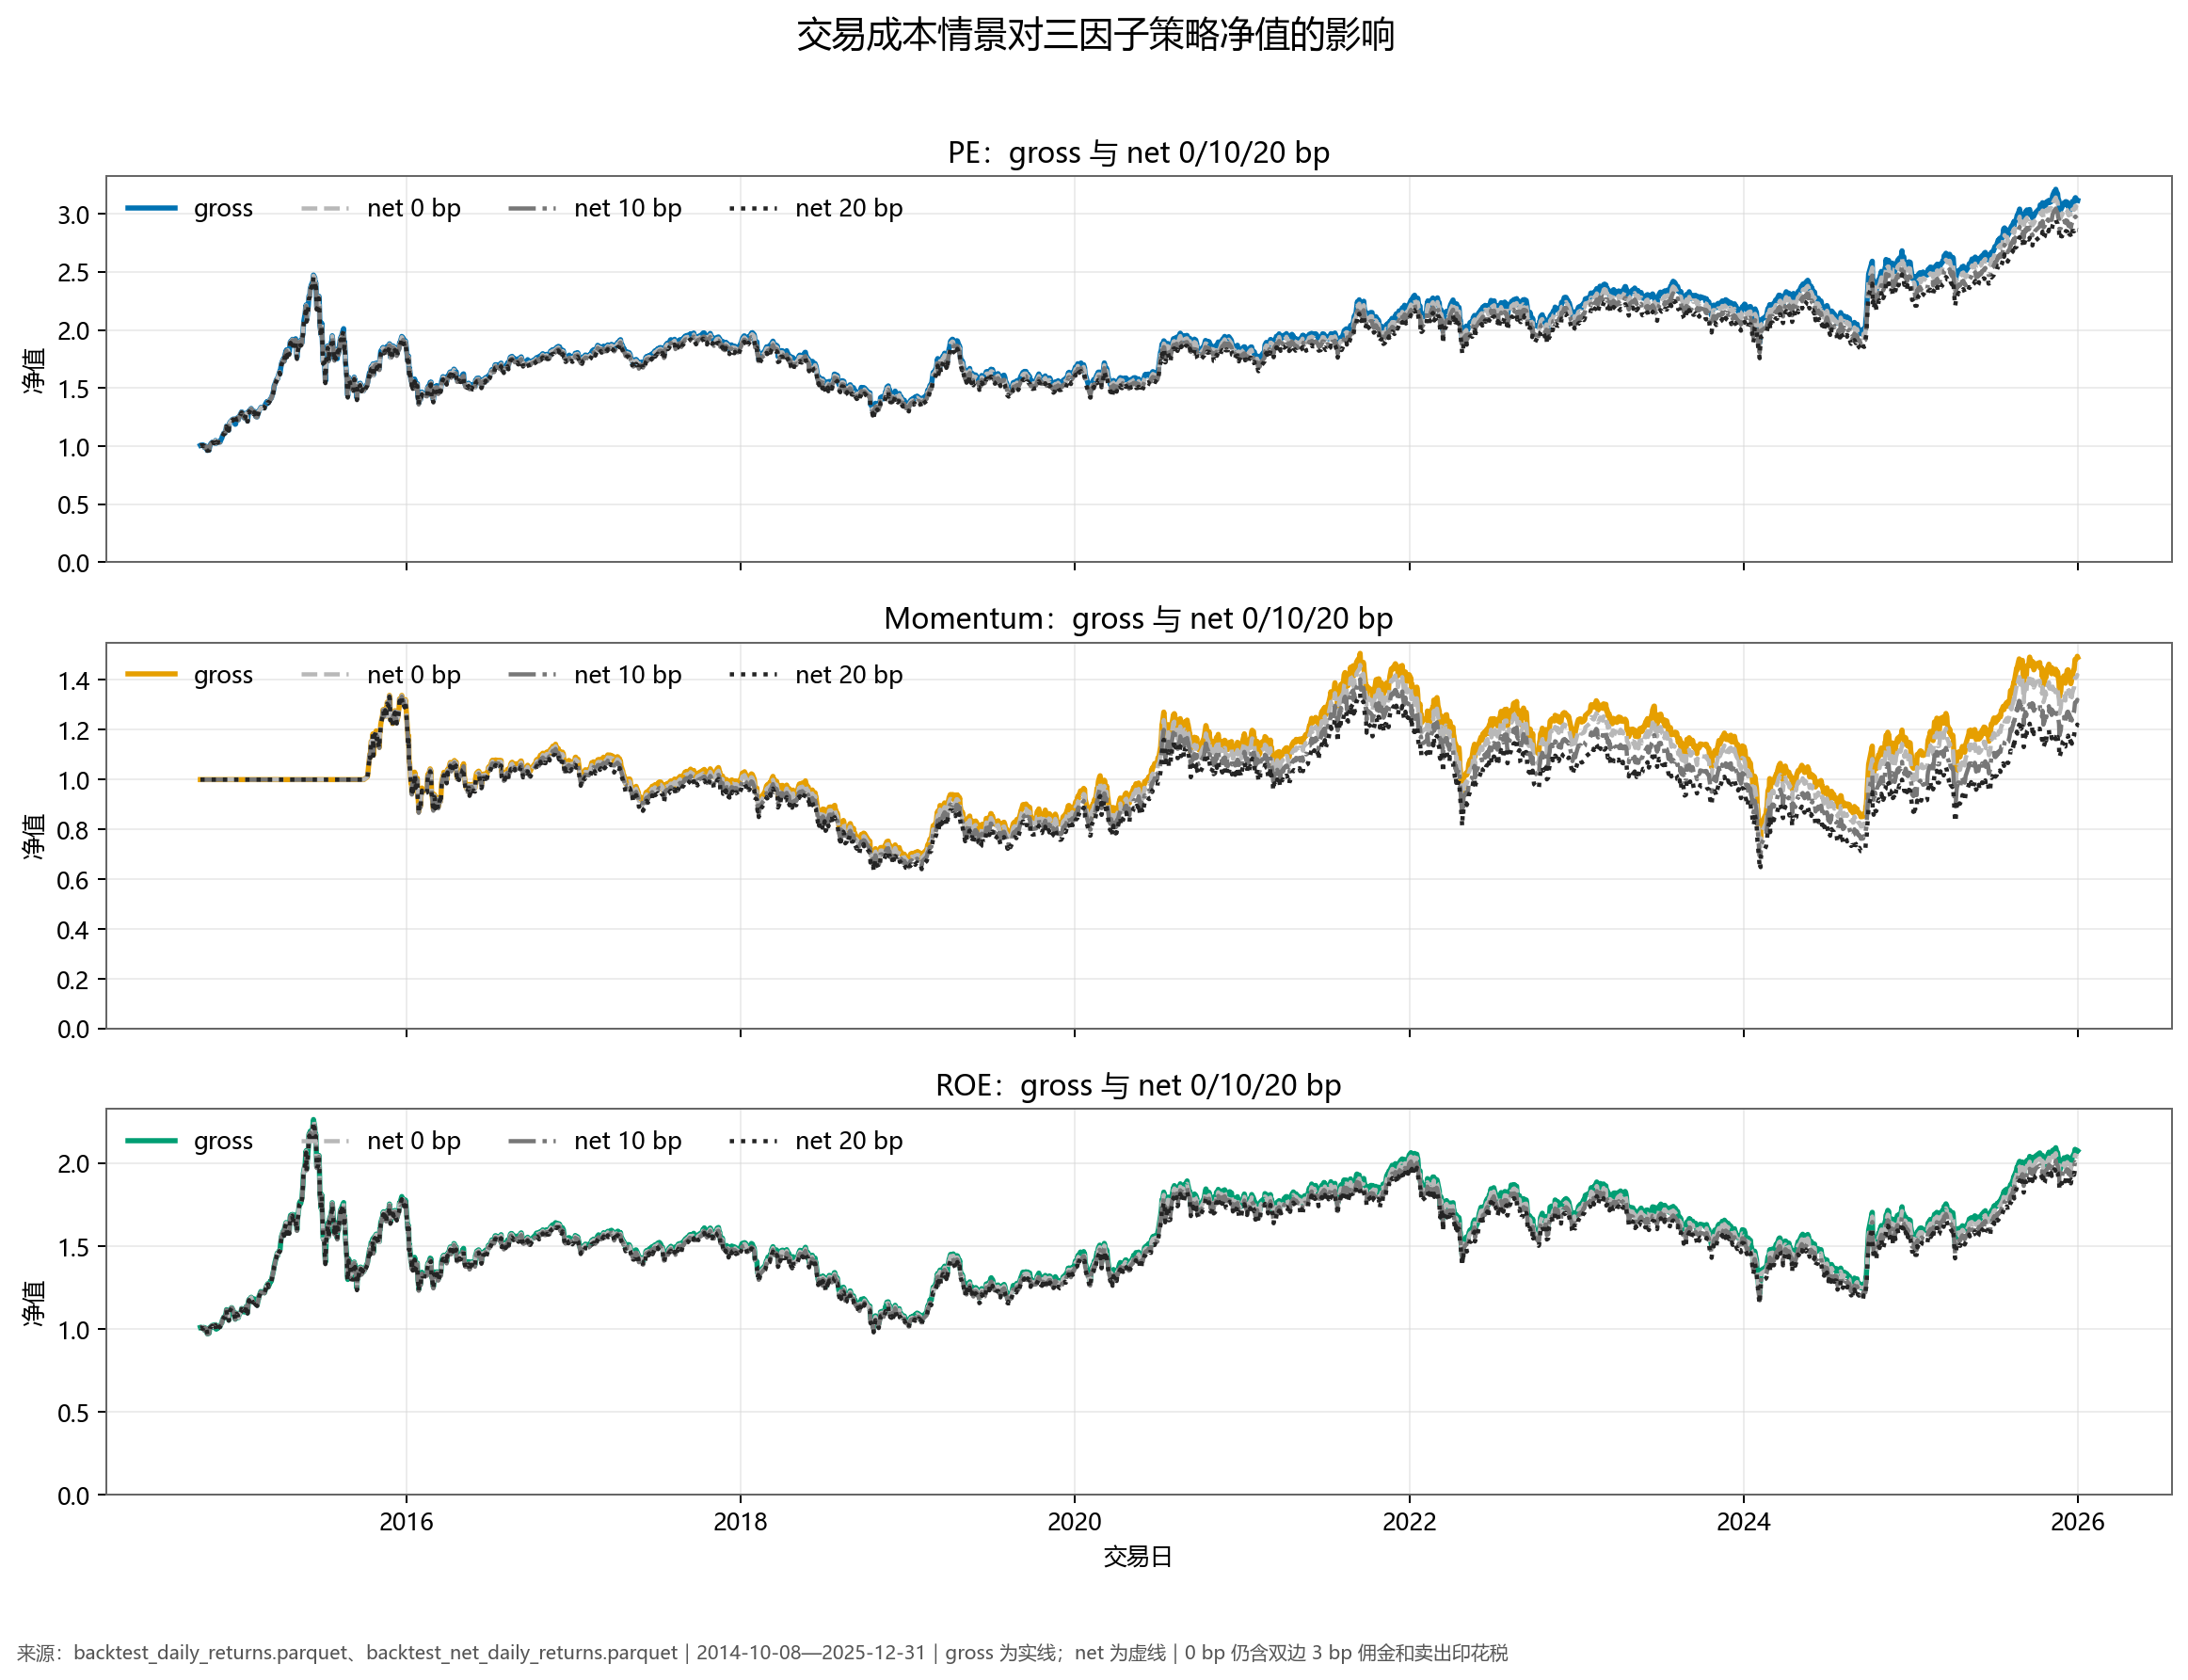 交易成本情景对三因子策略净值的影响
PE：gross 与 net 0/10/20 bp
gross net 0 bp net 10 bp net 20 bp
3.0
2.5
2.0
1.5
1.0
0.5
0.0
净值
Momentum：gross 与 net 0/10/20 bp
gross net 0 bp net 10 bp net 20 bp
1.4
1.2
1.0
0.8
0.6
0.4
0.2
0.0
净值
ROE：gross 与 net 0/10/20 bp
gross net 0 bp net 10 bp net 20 bp
2.0
1.5
1.0
0.5
0.0
净值
2016 2018 2020 2022 2024 2026
交易日
来源：backtest_daily_returns.parquet、backtest_net_daily_returns.parquet | 2014-10-08—2025-12-31 | gross 为实线；net 为虚线 | 0 bp 仍含双边 3 bp 佣金和卖出印花税